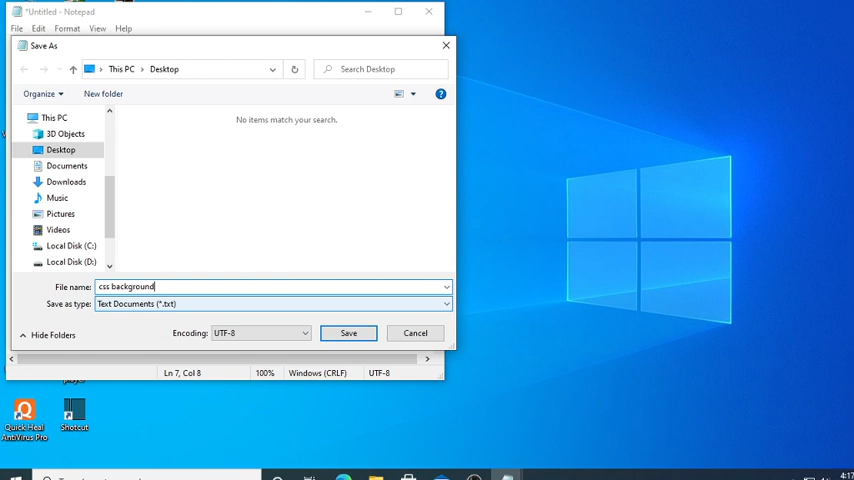 *Untitled - Notepad
File Edit Format View Help
Save As
This PC > Desktop
Search Desktop
Organize New folder
This PC
3D Objects
Desktop
Documents
Downloads
Music
Pictures
Videos
Local Disk (C:)
Local Disk (D:)
No items match your search.
File name: css background
Save as type: Text Documents (*.txt)
Hide Folders
Encoding: UTF-8
Save Cancel
Ln 7, Col 8 100% Windows (CRLF) UTF-8
Quick Heal
AntiVirus Pro
Shotcut
4:17